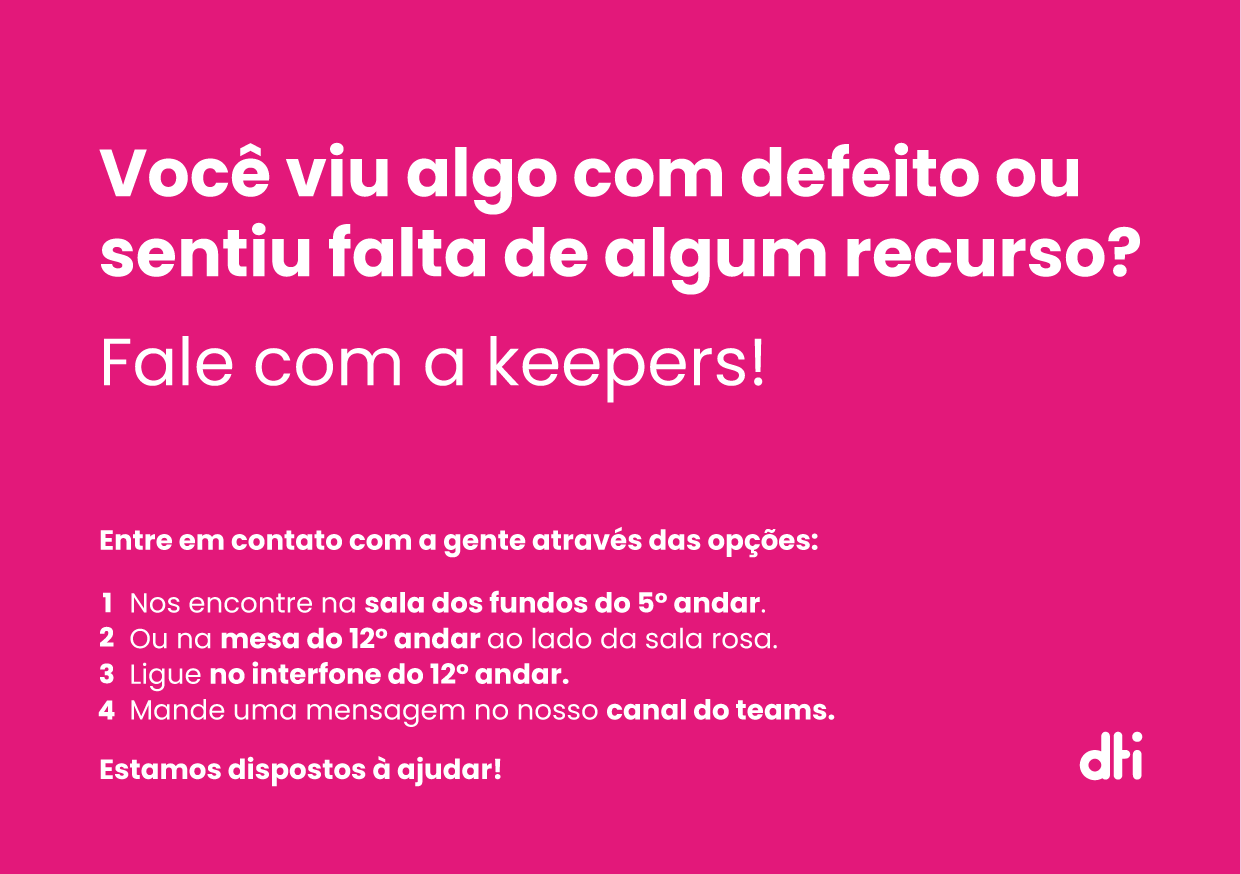 Você viu algo com defeito ou
sentiu falta de algum recurso?
Fale com a keepers!
Entre em contato com a gente através das opções:
1 Nos encontre na sala dos fundos do 5º andar.
2 Ou na mesa do 12º andar ao lado da sala rosa.
3 Ligue no interfone do 12º andar.
4 Mande uma mensagem no nosso canal do teams.
Estamos dispostos à ajudar!
dti